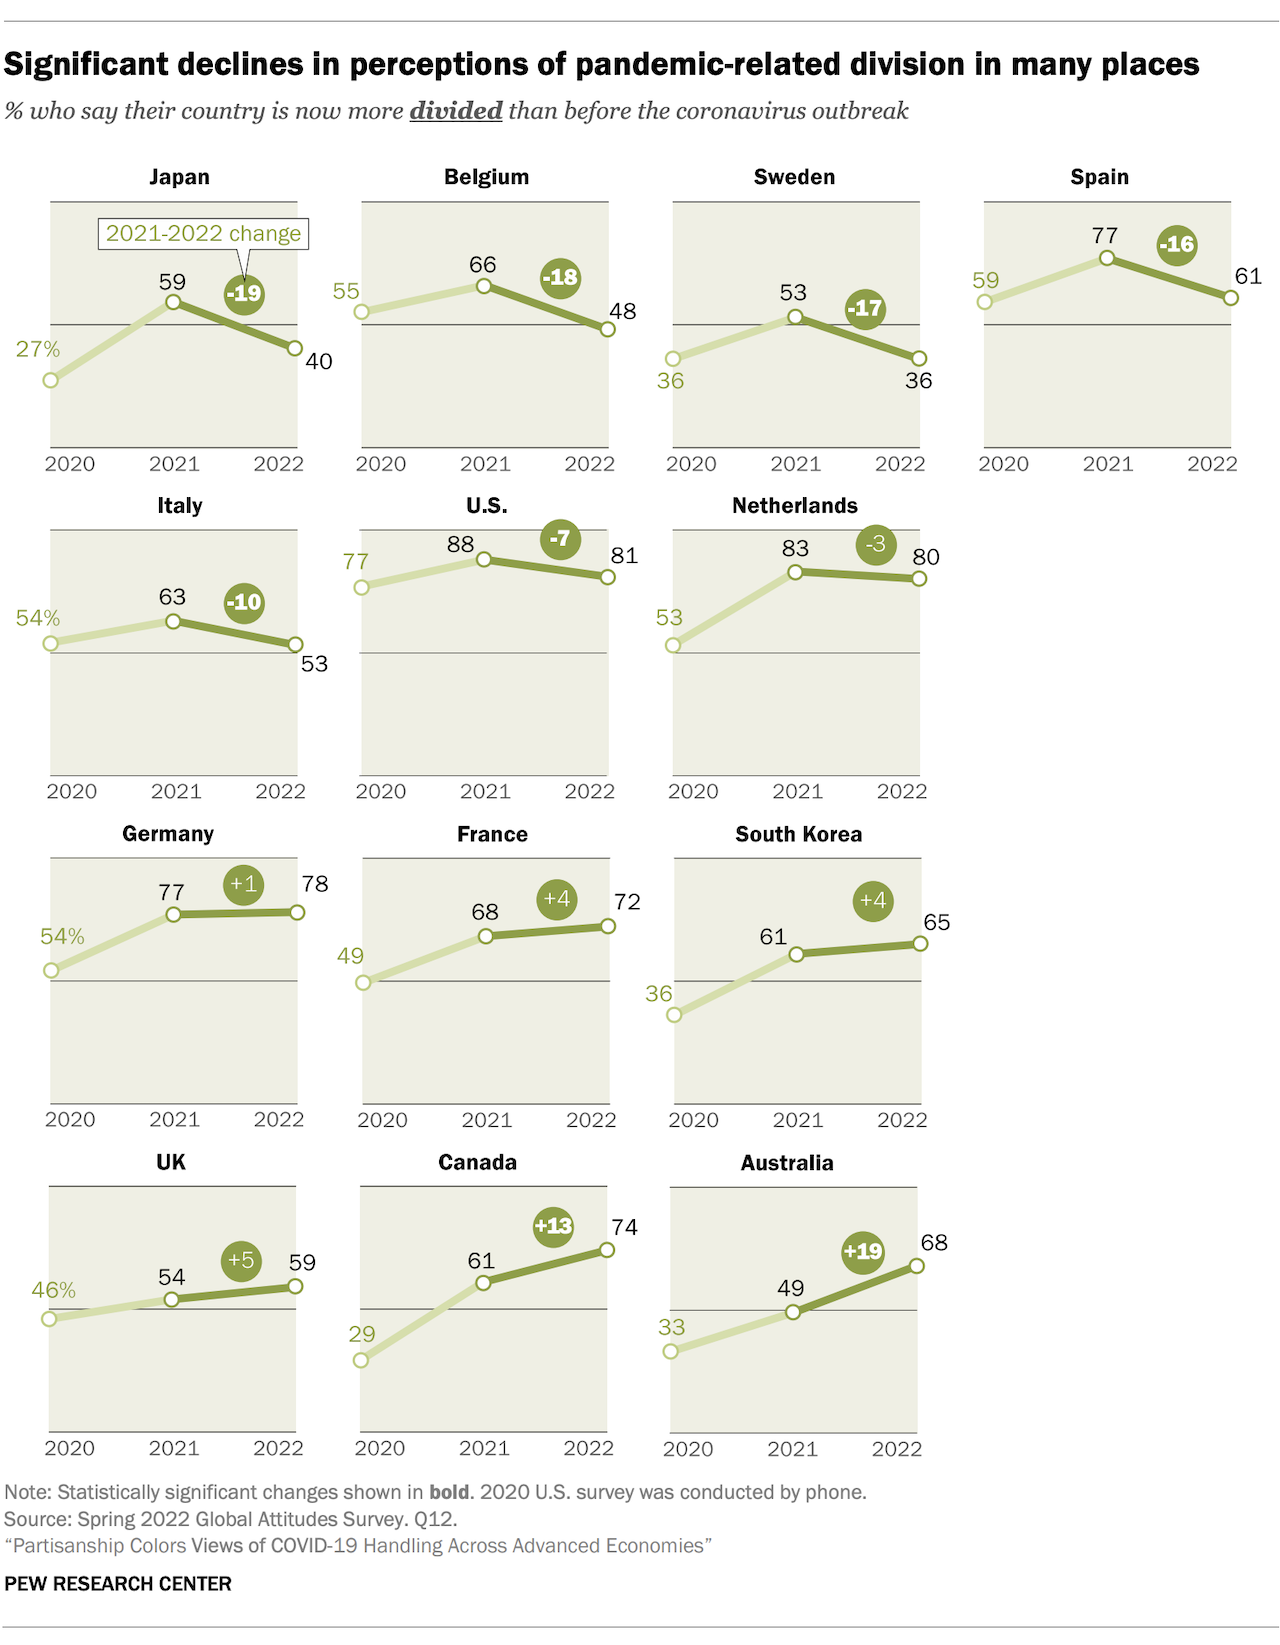 Significant declines in perceptions of pandemic-related division in many places
% who say their country is now more divided than before the coronavirus outbreak
Japan
2021-2022 change
27%
59
-19
40
2020 2021 2022
Belgium
55
66
-18
48
2020 2021 2022
Sweden
36
53
-17
36
2020 2021 2022
Spain
59
77
-16
61
2020 2021 2022
Italy
54%
63
-10
53
2020 2021 2022
U.S.
77
88
-7
81
2020 2021 2022
Netherlands
53
83
-3
80
2020 2021 2022
Germany
54%
77
+1
78
2020 2021 2022
France
49
68
+4
72
2020 2021 2022
South Korea
36
61
+4
65
2020 2021 2022
UK
46%
54
+5
59
2020 2021 2022
Canada
29
61
+13
74
2020 2021 2022
Australia
33
49
+19
68
2020 2021 2022
Note: Statistically significant changes shown in bold. 2020 U.S. survey was conducted by phone.
Source: Spring 2022 Global Attitudes Survey. Q12.
“Partisanship Colors Views of COVID-19 Handling Across Advanced Economies”
PEW RESEARCH CENTER